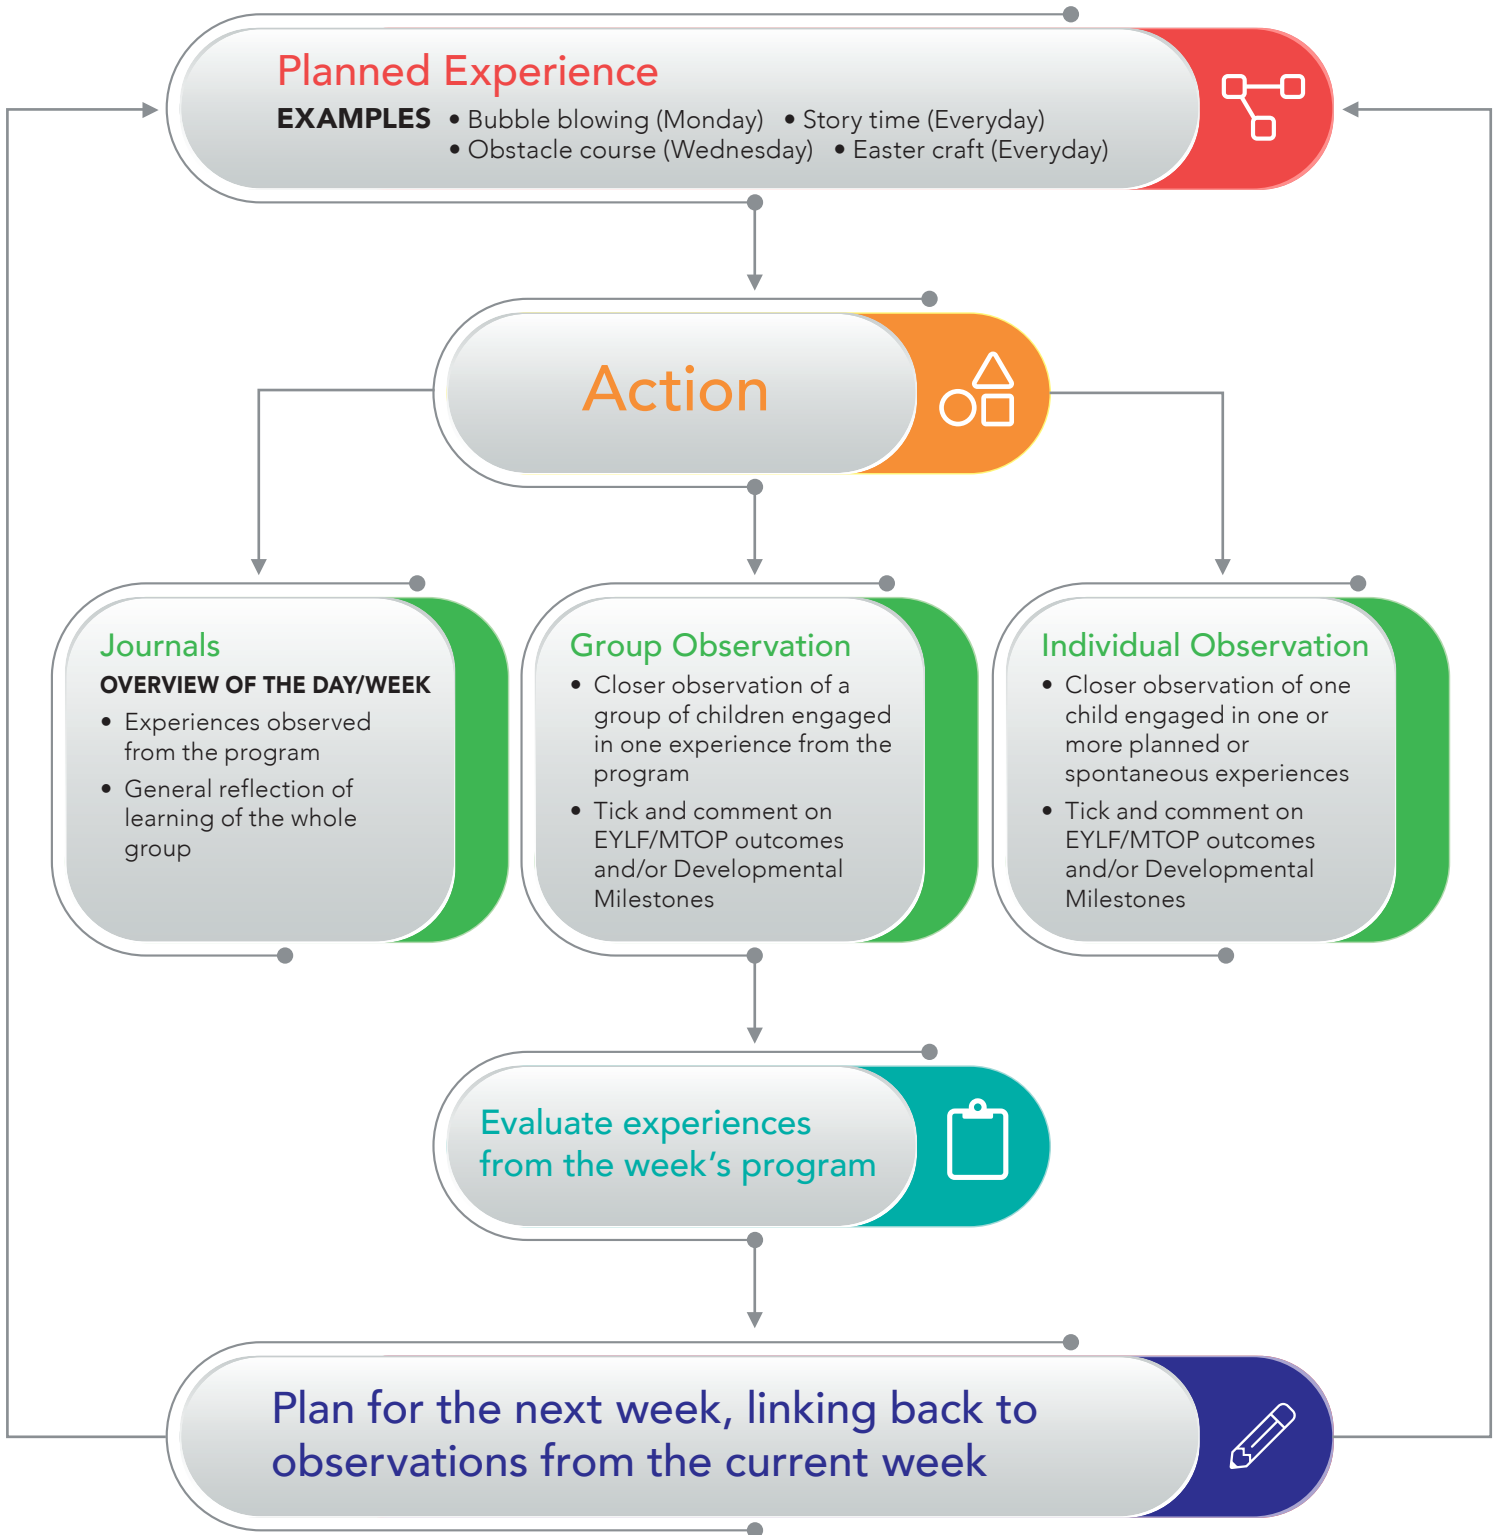 Planned Experience
EXAMPLES • Bubble blowing (Monday) • Story time (Everyday)
• Obstacle course (Wednesday) • Easter craft (Everyday)
Action
Journals
OVERVIEW OF THE DAY/WEEK
• Experiences observed
from the program
• General reflection of
learning of the whole
group
Group Observation
• Closer observation of a
group of children engaged
in one experience from the
program
• Tick and comment on
EYLF/MTOP outcomes
and/or Developmental
Milestones
Individual Observation
• Closer observation of one
child engaged in one or
more planned or
spontaneous experiences
• Tick and comment on
EYLF/MTOP outcomes
and/or Developmental
Milestones
Evaluate experiences
from the week's program
Plan for the next week, linking back to
observations from the current week